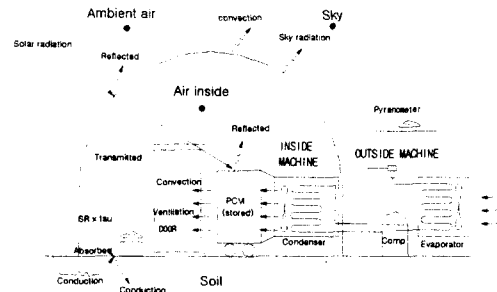 Ambient air
Sky
convection
Solar radiation
Sky radiation
Reflected
Air inside
Pyranometer
Reflected
INSIDE
MACHINE
OUTSIDE MACHINE
Transmitted
Convection
PCM
(stored)
SR x tau
Ventilation
DOOR
Condenser
Comp
Evaporator
Absorbed
Soil
Conduction
Conduction